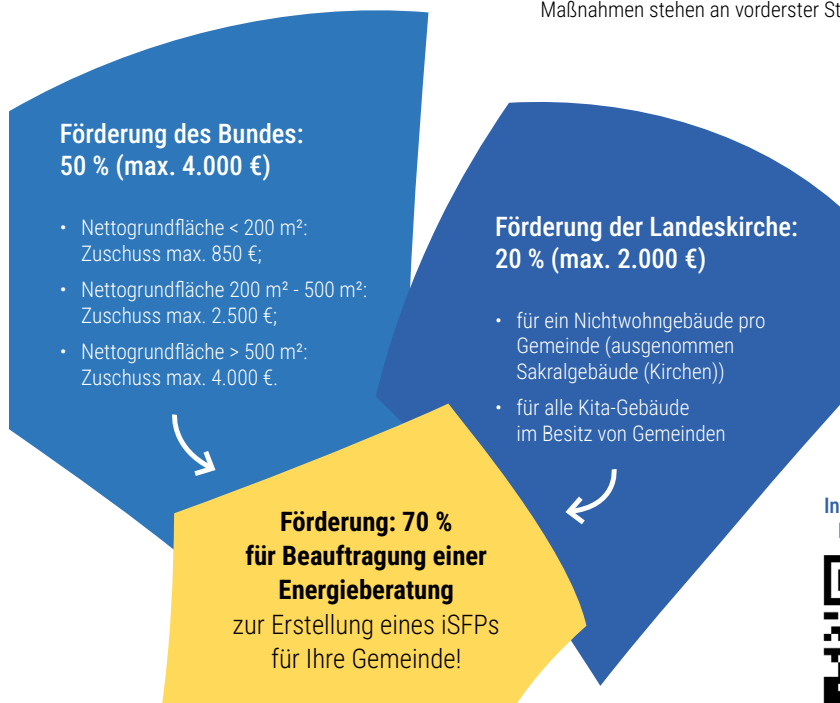 Maßnahmen stehen an vorderster
Förderung des Bundes:
50 % (max. 4.000 €)
• Nettogrundfläche < 200 m²:
Zuschuss max. 850 €;
• Nettogrundfläche 200 m² - 500 m²:
Zuschuss max. 2.500 €;
• Nettogrundfläche > 500 m²:
Zuschuss max. 4.000 €.
Förderung der Landeskirche:
20 % (max. 2.000 €)
• für ein Nichtwohngebäude pro
Gemeinde (ausgenommen
Sakralgebäude (Kirchen))
• für alle Kita-Gebäude
im Besitz von Gemeinden
Förderung: 70 %
für Beauftragung einer
Energieberatung
zur Erstellung eines iSFPs
für Ihre Gemeinde!